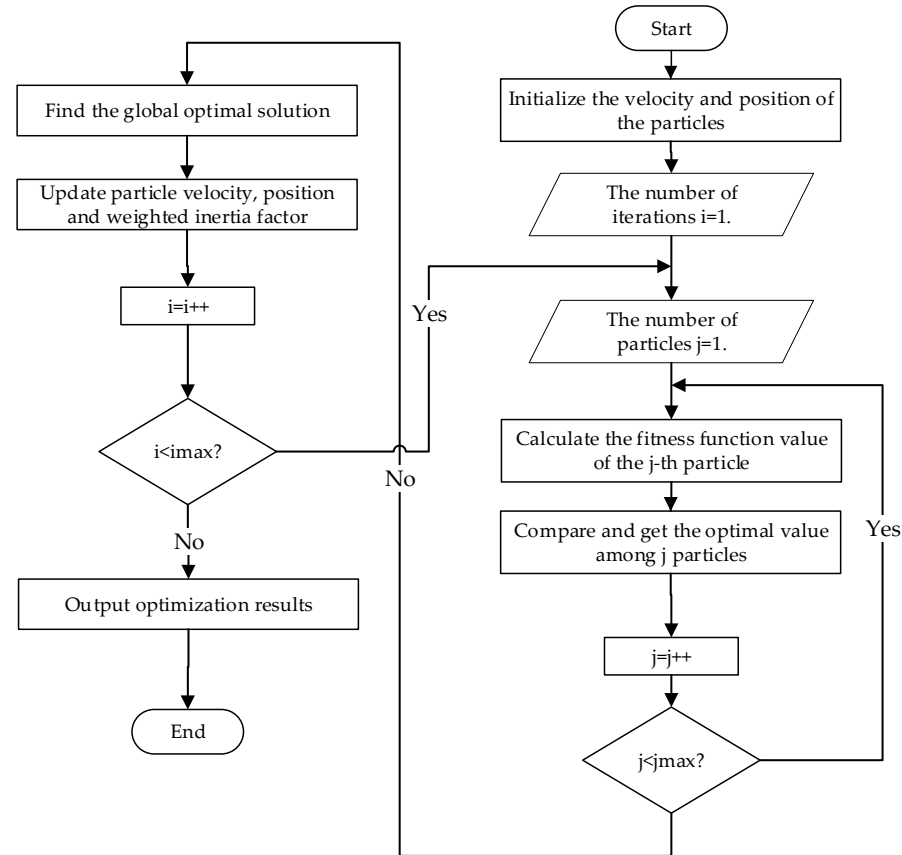 Start
Initialize the velocity and position of
the particles
The number of
iterations i=1.
The number of
particles j=1.
Calculate the fitness function value
of the j-th particle
Compare and get the optimal value
among j particles
j=j++
j<jmax?
Yes
No
Find the global optimal solution
Update particle velocity, position
and weighted inertia factor
i=i++
i<imax?
Yes
No
Output optimization results
End